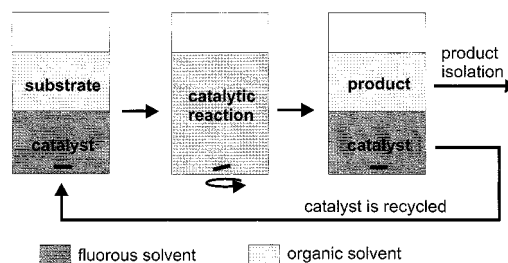 substrate
catalyst
catalytic
reaction
product
catalyst
product
isolation
catalyst is recycled
fluorous solvent
organic solvent